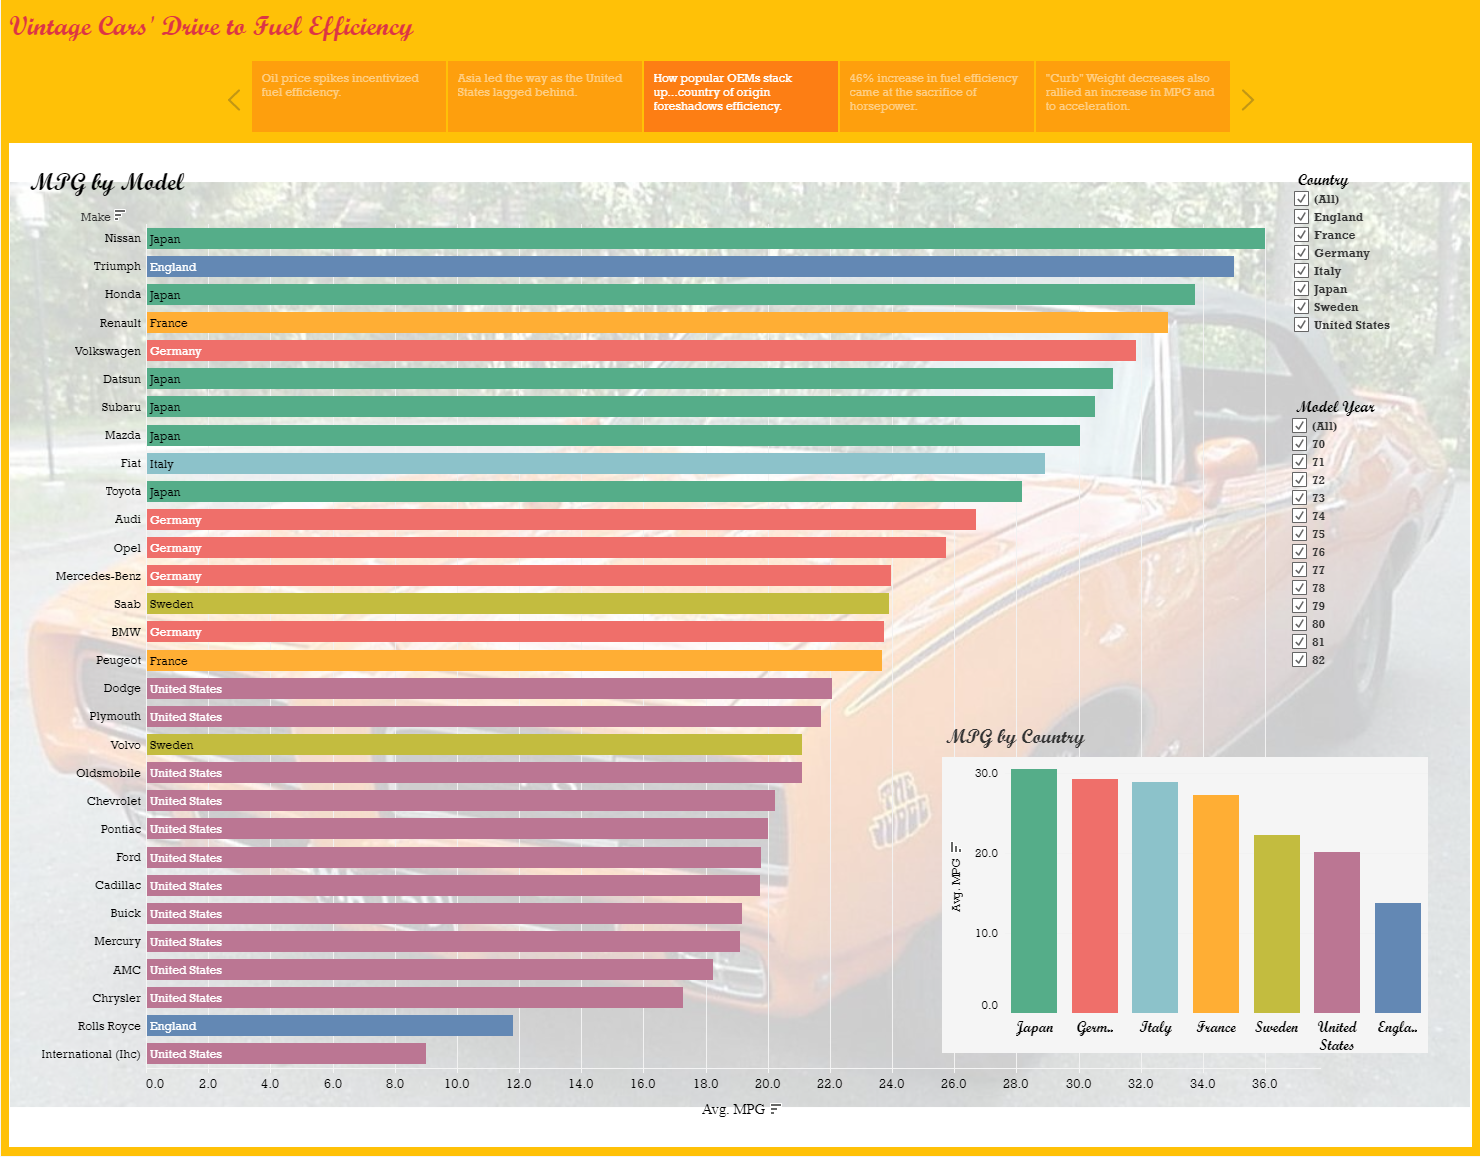 Vintage Cars' Drive to Fuel Efficiency
Oil price spikes incentivized
fuel efficiency.
Asia led the way as the United
States lagged behind.
How popular OEMs stack
up...country of origin
foreshadows efficiency.
46% increase in fuel efficiency
came at the sacrifice of
horsepower.
"Curb" Weight decreases also
rallied an increase in MPG and
to acceleration.
MPG by Model
Make
Nissan Japan
Triumph England
Honda Japan
Renault France
Volkswagen Germany
Datsun Japan
Subaru Japan
Mazda Japan
Fiat Italy
Toyota Japan
Audi Germany
Opel Germany
Mercedes-Benz Germany
Saab Sweden
BMW Germany
Peugeot France
Dodge United States
Plymouth United States
Volvo Sweden
Oldsmobile United States
Chevrolet United States
Pontiac United States
Ford United States
Cadillac United States
Buick United States
Mercury United States
AMC United States
Chrysler United States
Rolls Royce England
International (Ihc) United States
0.0 2.0 4.0 6.0 8.0 10.0 12.0 14.0 16.0 18.0 20.0 22.0 24.0 26.0 28.0 30.0 32.0 34.0 36.0
Avg. MPG
Country
(All)
England
France
Germany
Italy
Japan
Sweden
United States
Model Year
(All)
70
71
72
73
74
75
76
77
78
79
80
81
82
THE
JUDGE
MPG by Country
30.0
20.0
10.0
0.0
Avg. MPG
Japan Germ.. Italy France Sweden United Engla..
States